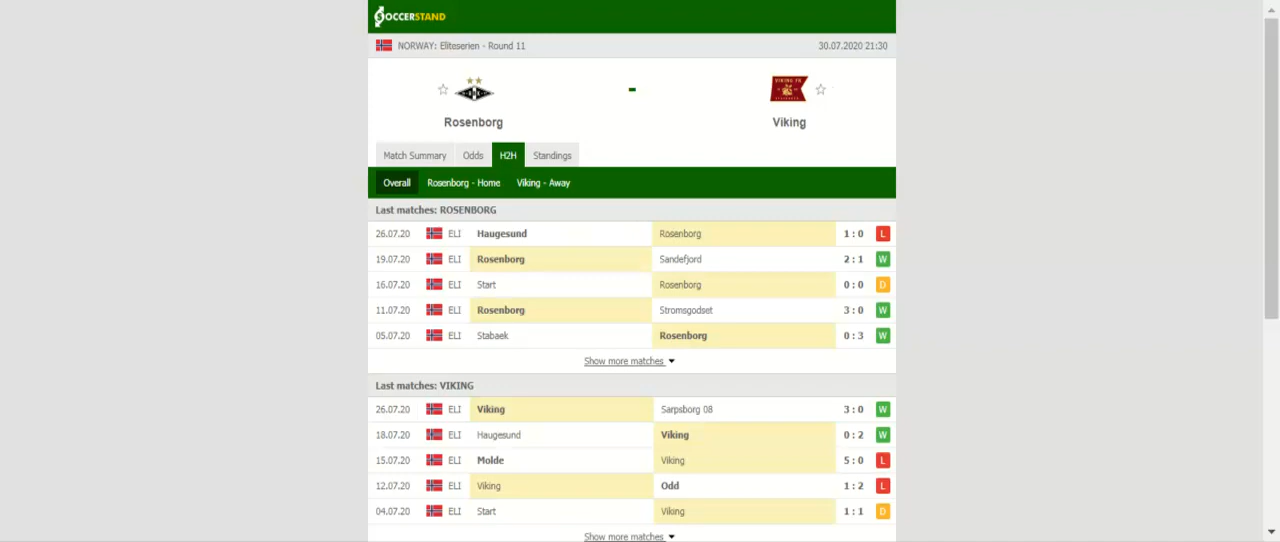 SOCCERSTAND
NORWAY: Eliteserien - Round 11 30.07.2020 21:30
-
Rosenborg Viking
Match Summary Odds H2H Standings
Overall Rosenborg - Home Viking - Away
Last matches: ROSENBORG
26.07.20 ELI Haugesund Rosenborg 1 : 0 L
19.07.20 ELI Rosenborg Sandefjord 2 : 1 W
16.07.20 ELI Start Rosenborg 0 : 0 D
11.07.20 ELI Rosenborg Stromsgodset 3 : 0 W
05.07.20 ELI Stabaek Rosenborg 0 : 3 W
Show more matches
Last matches: VIKING
26.07.20 ELI Viking Sarpsborg 08 3 : 0 W
18.07.20 ELI Haugesund Viking 0 : 2 W
15.07.20 ELI Molde Viking 5 : 0 L
12.07.20 ELI Viking Odd 1 : 2 L
04.07.20 ELI Start Viking 1 : 1 D
Show more matches